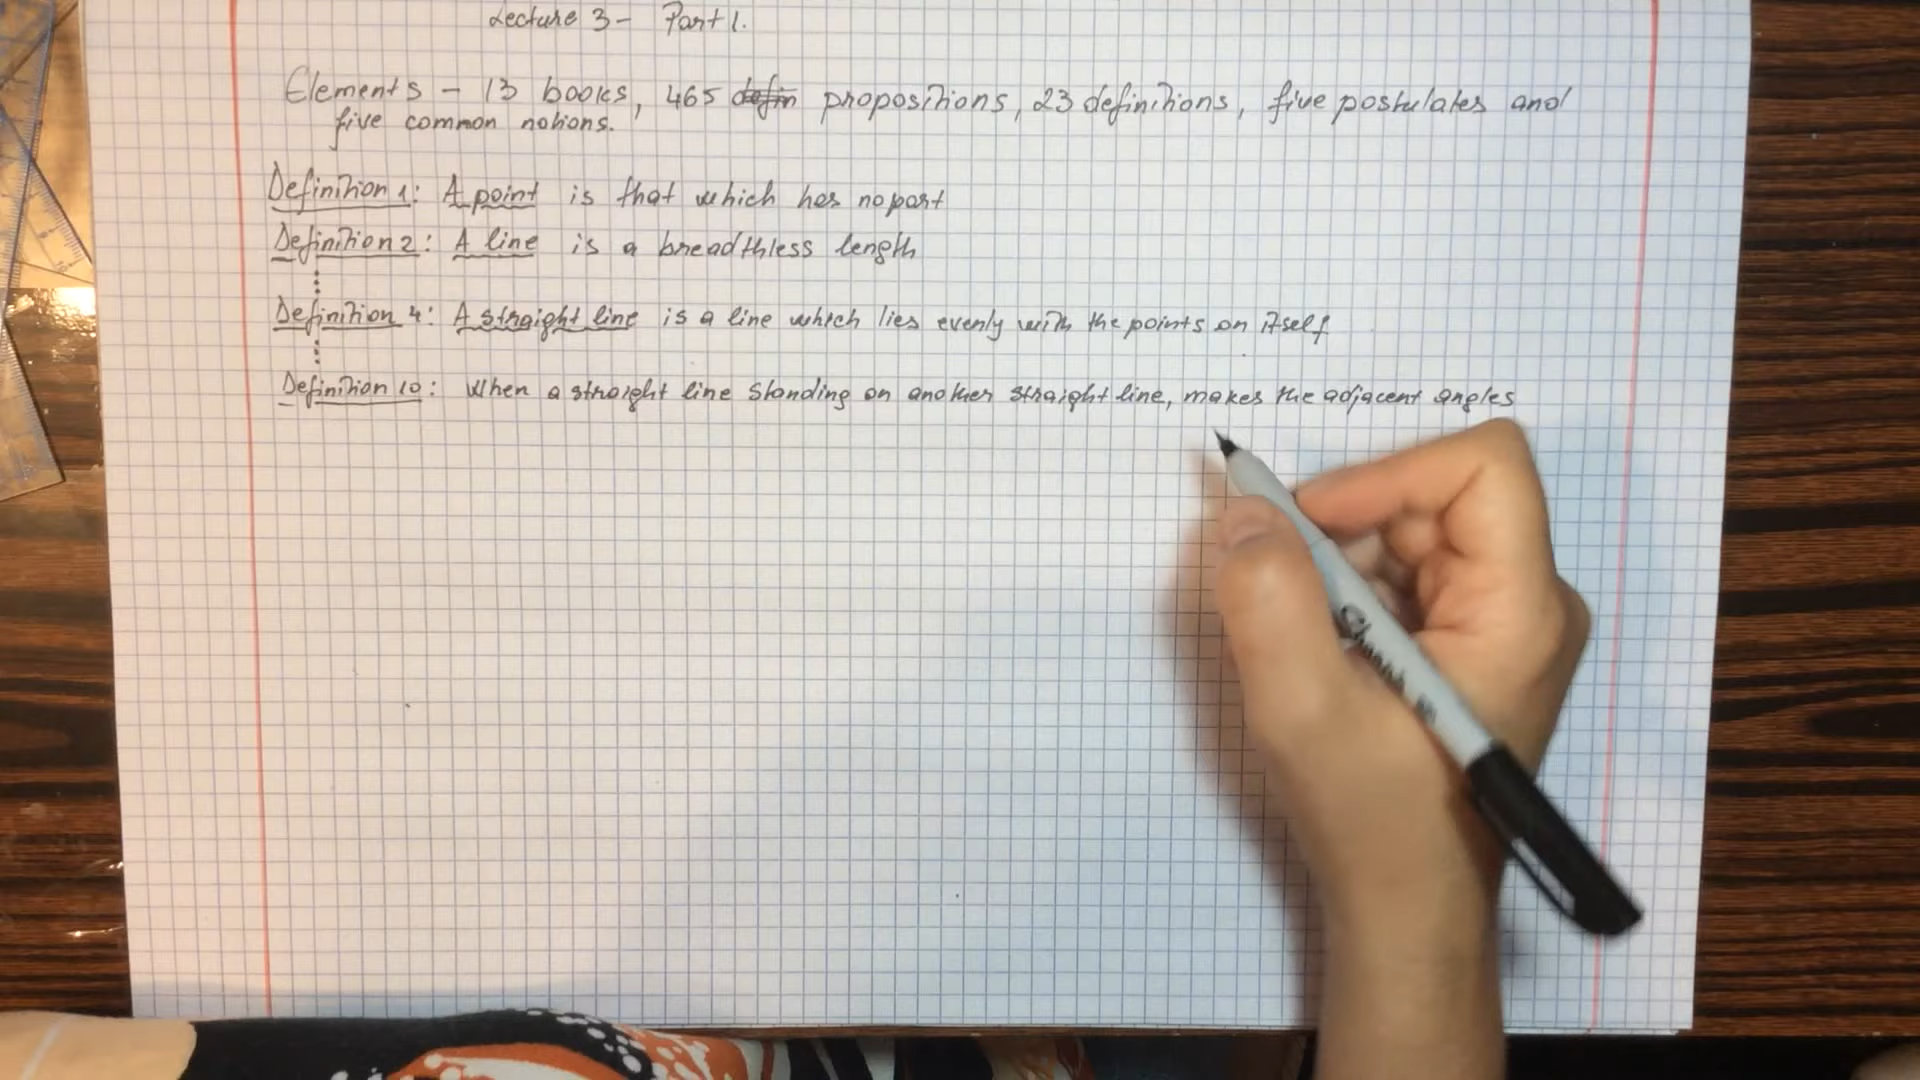 Lecture 3 - Part 1.
Elements - 13 books, 465 defin propositions, 23 definitions, five postulates and
five common notions.
Definition 1: A point is that which has no part
Definition 2: A line is a breadthless length
Definition 4: A straight line is a line which lies evenly with the points on itself
Definition 10: When a straight line standing on another straight line, makes the adjacent angles
Sharpie